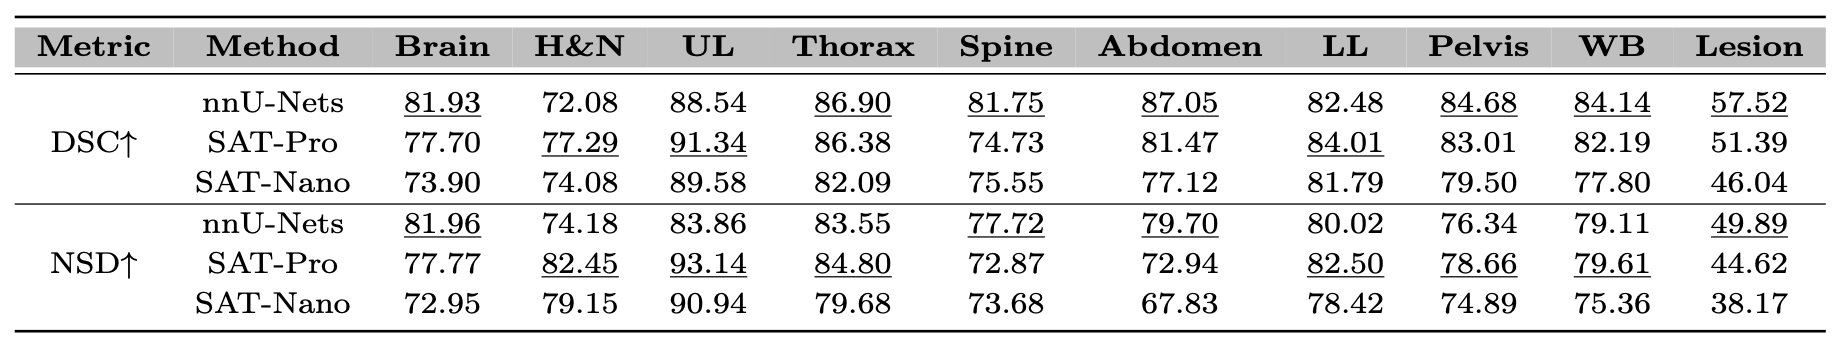 Metric Method Brain H&N UL Thorax Spine Abdomen LL Pelvis WB Lesion
nnU-Nets 81.93 72.08 88.54 86.90 81.75 87.05 82.48 84.68 84.14 57.52
DSC↑ SAT-Pro 77.70 77.29 91.34 86.38 74.73 81.47 84.01 83.01 82.19 51.39
SAT-Nano 73.90 74.08 89.58 82.09 75.55 77.12 81.79 79.50 77.80 46.04
nnU-Nets 81.96 74.18 83.86 83.55 77.72 79.70 80.02 76.34 79.11 49.89
NSD↑ SAT-Pro 77.77 82.45 93.14 84.80 72.87 72.94 82.50 78.66 79.61 44.62
SAT-Nano 72.95 79.15 90.94 79.68 73.68 67.83 78.42 74.89 75.36 38.17